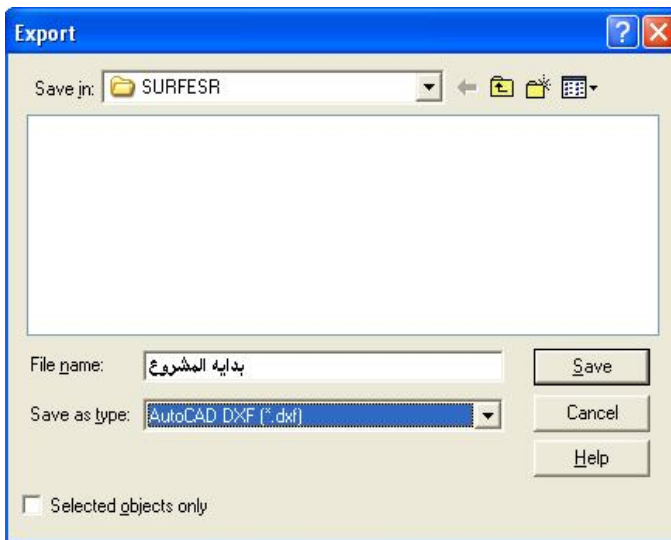 Export
Save in: SURFESR
File name: بدايه المشروع
Save
Save as type: AutoCAD DXF (*.dxf)
Cancel
Help
Selected objects only